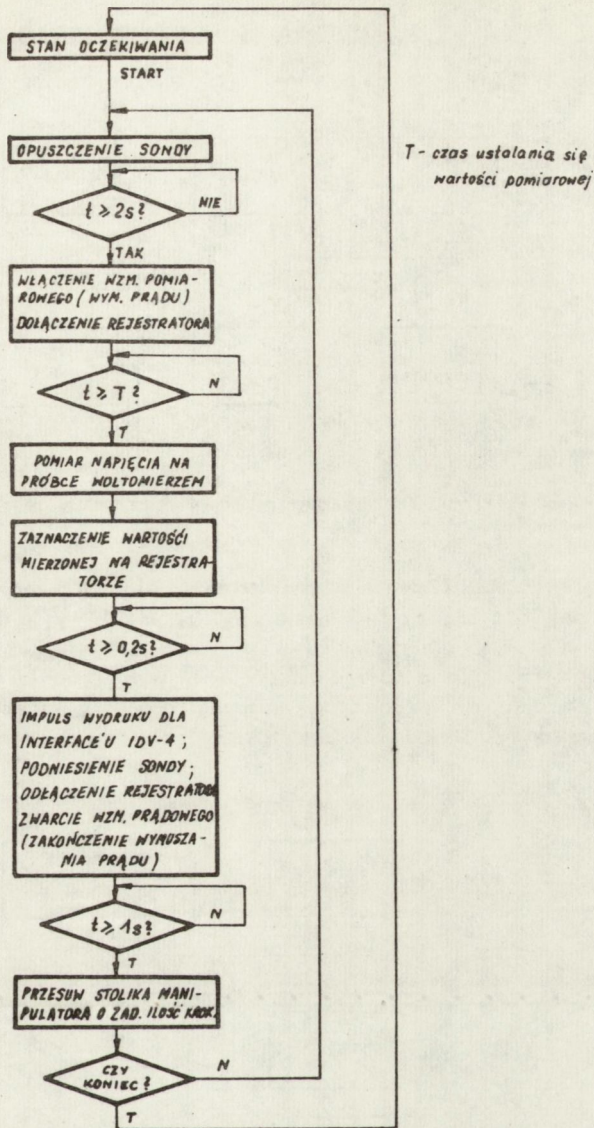 STAN OCZEKIWANIA
START
OPUSZCZENIE SONDY
T - czas ustalania się
wartości pomiarowej
t ≥ 2s?
NIE
TAK
WŁĄCZENIE WZM. POMIA-
ROWEGO (WYM. PRĄDU)
DOŁĄCZENIE REJESTRATORA
t ≥ T?
N
T
POMIAR NAPIĘCIA NA
PRÓBCE WOLTOMIERZEM
ZAZNACZENIE WARTOŚCI
MIERZONEJ NA REJESTRA-
TORZE
t ≥ 0,2s?
N
T
IMPULS WYDRUKU DLA
INTERFACE'U IDV-4;
PODNIESIENIE SONDY;
ODŁĄCZENIE REJESTRATORA
ZWARCIE WZM. PRĄDOWEGO
(ZAKOŃCZENIE WYMUSZA-
NIA PRĄDU)
t ≥ 1s?
N
T
PRZESUW STOLIKA MANI-
PULATORA O ZAD. ILOŚĆ KROK.
CZY
KONIEC?
N
T